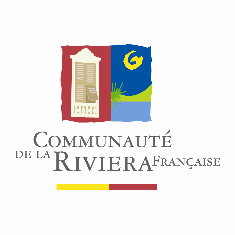 COMMUNAUTÉ
DE LA RIVIERA FRANÇAISE